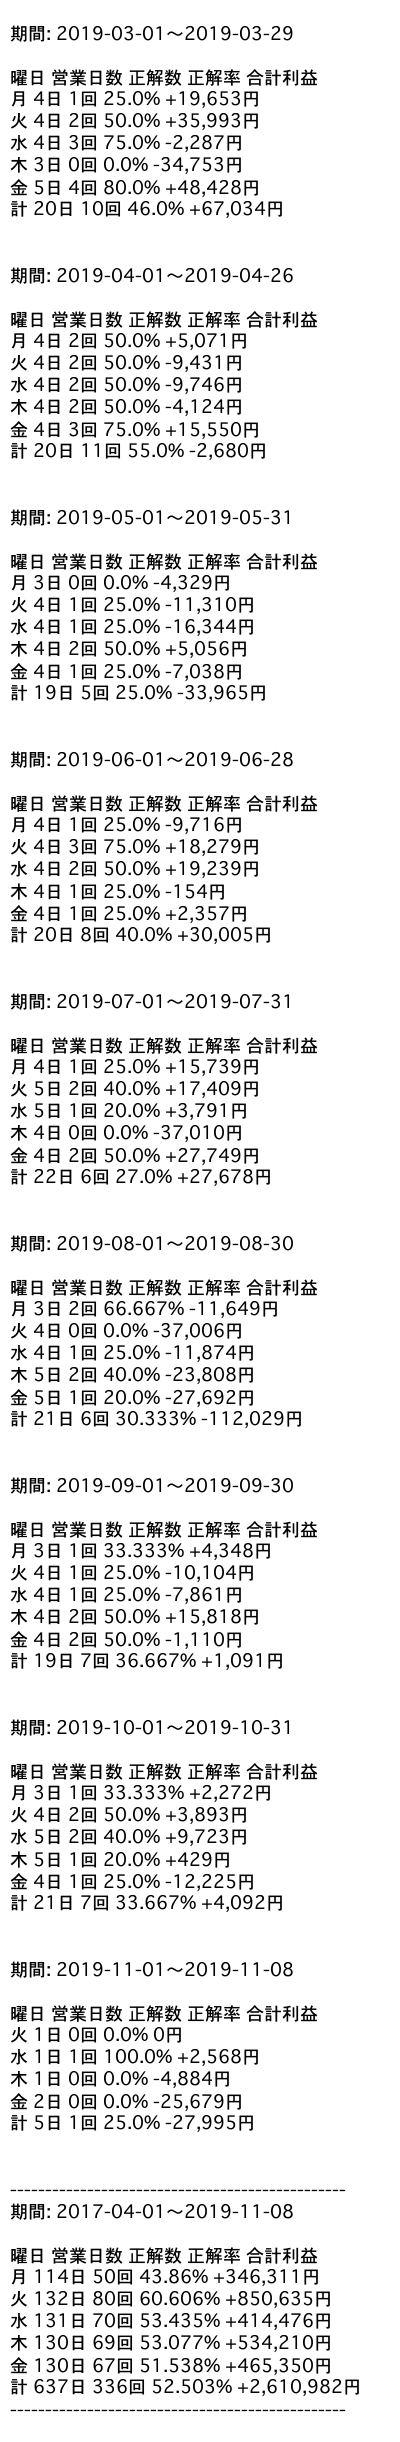 期間: 2019-03-01〜2019-03-29
曜日 営業日数 正解数 正解率 合計利益
月 4日 1回 25.0% +19,653円
火 4日 2回 50.0% +35,993円
水 4日 3回 75.0% -2,287円
木 3日 0回 0.0% -34,753円
金 5日 4回 80.0% +48,428円
計 20日 10回 46.0% +67,034円
期間: 2019-04-01〜2019-04-26
曜日 営業日数 正解数 正解率 合計利益
月 4日 2回 50.0% +5,071円
火 4日 2回 50.0% -9,431円
水 4日 2回 50.0% -9,746円
木 4日 2回 50.0% -4,124円
金 4日 3回 75.0% +15,550円
計 20日 11回 55.0% -2,680円
期間: 2019-05-01〜2019-05-31
曜日 営業日数 正解数 正解率 合計利益
月 3日 0回 0.0% -4,329円
火 4日 1回 25.0% -11,310円
水 4日 1回 25.0% -16,344円
木 4日 2回 50.0% +5,056円
金 4日 1回 25.0% -7,038円
計 19日 5回 25.0% -33,965円
期間: 2019-06-01〜2019-06-28
曜日 営業日数 正解数 正解率 合計利益
月 4日 1回 25.0% -9,716円
火 4日 3回 75.0% +18,279円
水 4日 2回 50.0% +19,239円
木 4日 1回 25.0% -154円
金 4日 1回 25.0% +2,357円
計 20日 8回 40.0% +30,005円
期間: 2019-07-01〜2019-07-31
曜日 営業日数 正解数 正解率 合計利益
月 4日 1回 25.0% +15,739円
火 5日 2回 40.0% +17,409円
水 5日 1回 20.0% +3,791円
木 4日 0回 0.0% -37,010円
金 4日 2回 50.0% +27,749円
計 22日 6回 27.0% +27,678円
期間: 2019-08-01〜2019-08-30
曜日 営業日数 正解数 正解率 合計利益
月 3日 2回 66.667% -11,649円
火 4日 0回 0.0% -37,006円
水 4日 1回 25.0% -11,874円
木 5日 2回 40.0% -23,808円
金 5日 1回 20.0% -27,692円
計 21日 6回 30.333% -112,029円
期間: 2019-09-01〜2019-09-30
曜日 営業日数 正解数 正解率 合計利益
月 3日 1回 33.333% +4,348円
火 4日 1回 25.0% -10,104円
水 4日 1回 25.0% -7,861円
木 4日 2回 50.0% +15,818円
金 4日 2回 50.0% -1,110円
計 19日 7回 36.667% +1,091円
期間: 2019-10-01〜2019-10-31
曜日 営業日数 正解数 正解率 合計利益
月 3日 1回 33.333% +2,272円
火 4日 2回 50.0% +3,893円
水 5日 2回 40.0% +9,723円
木 5日 1回 20.0% +429円
金 4日 1回 25.0% -12,225円
計 21日 7回 33.667% +4,092円
期間: 2019-11-01〜2019-11-08
曜日 営業日数 正解数 正解率 合計利益
火 1日 0回 0.0% 0円
水 1日 1回 100.0% +2,568円
木 1日 0回 0.0% -4,884円
金 2日 0回 0.0% -25,679円
計 5日 1回 25.0% -27,995円
------------------------------------------------
期間: 2017-04-01〜2019-11-08
曜日 営業日数 正解数 正解率 合計利益
月 114日 50回 43.86% +346,311円
火 132日 80回 60.606% +850,635円
水 131日 70回 53.435% +414,476円
木 130日 69回 53.077% +534,210円
金 130日 67回 51.538% +465,350円
計 637日 336回 52.503% +2,610,982円
------------------------------------------------